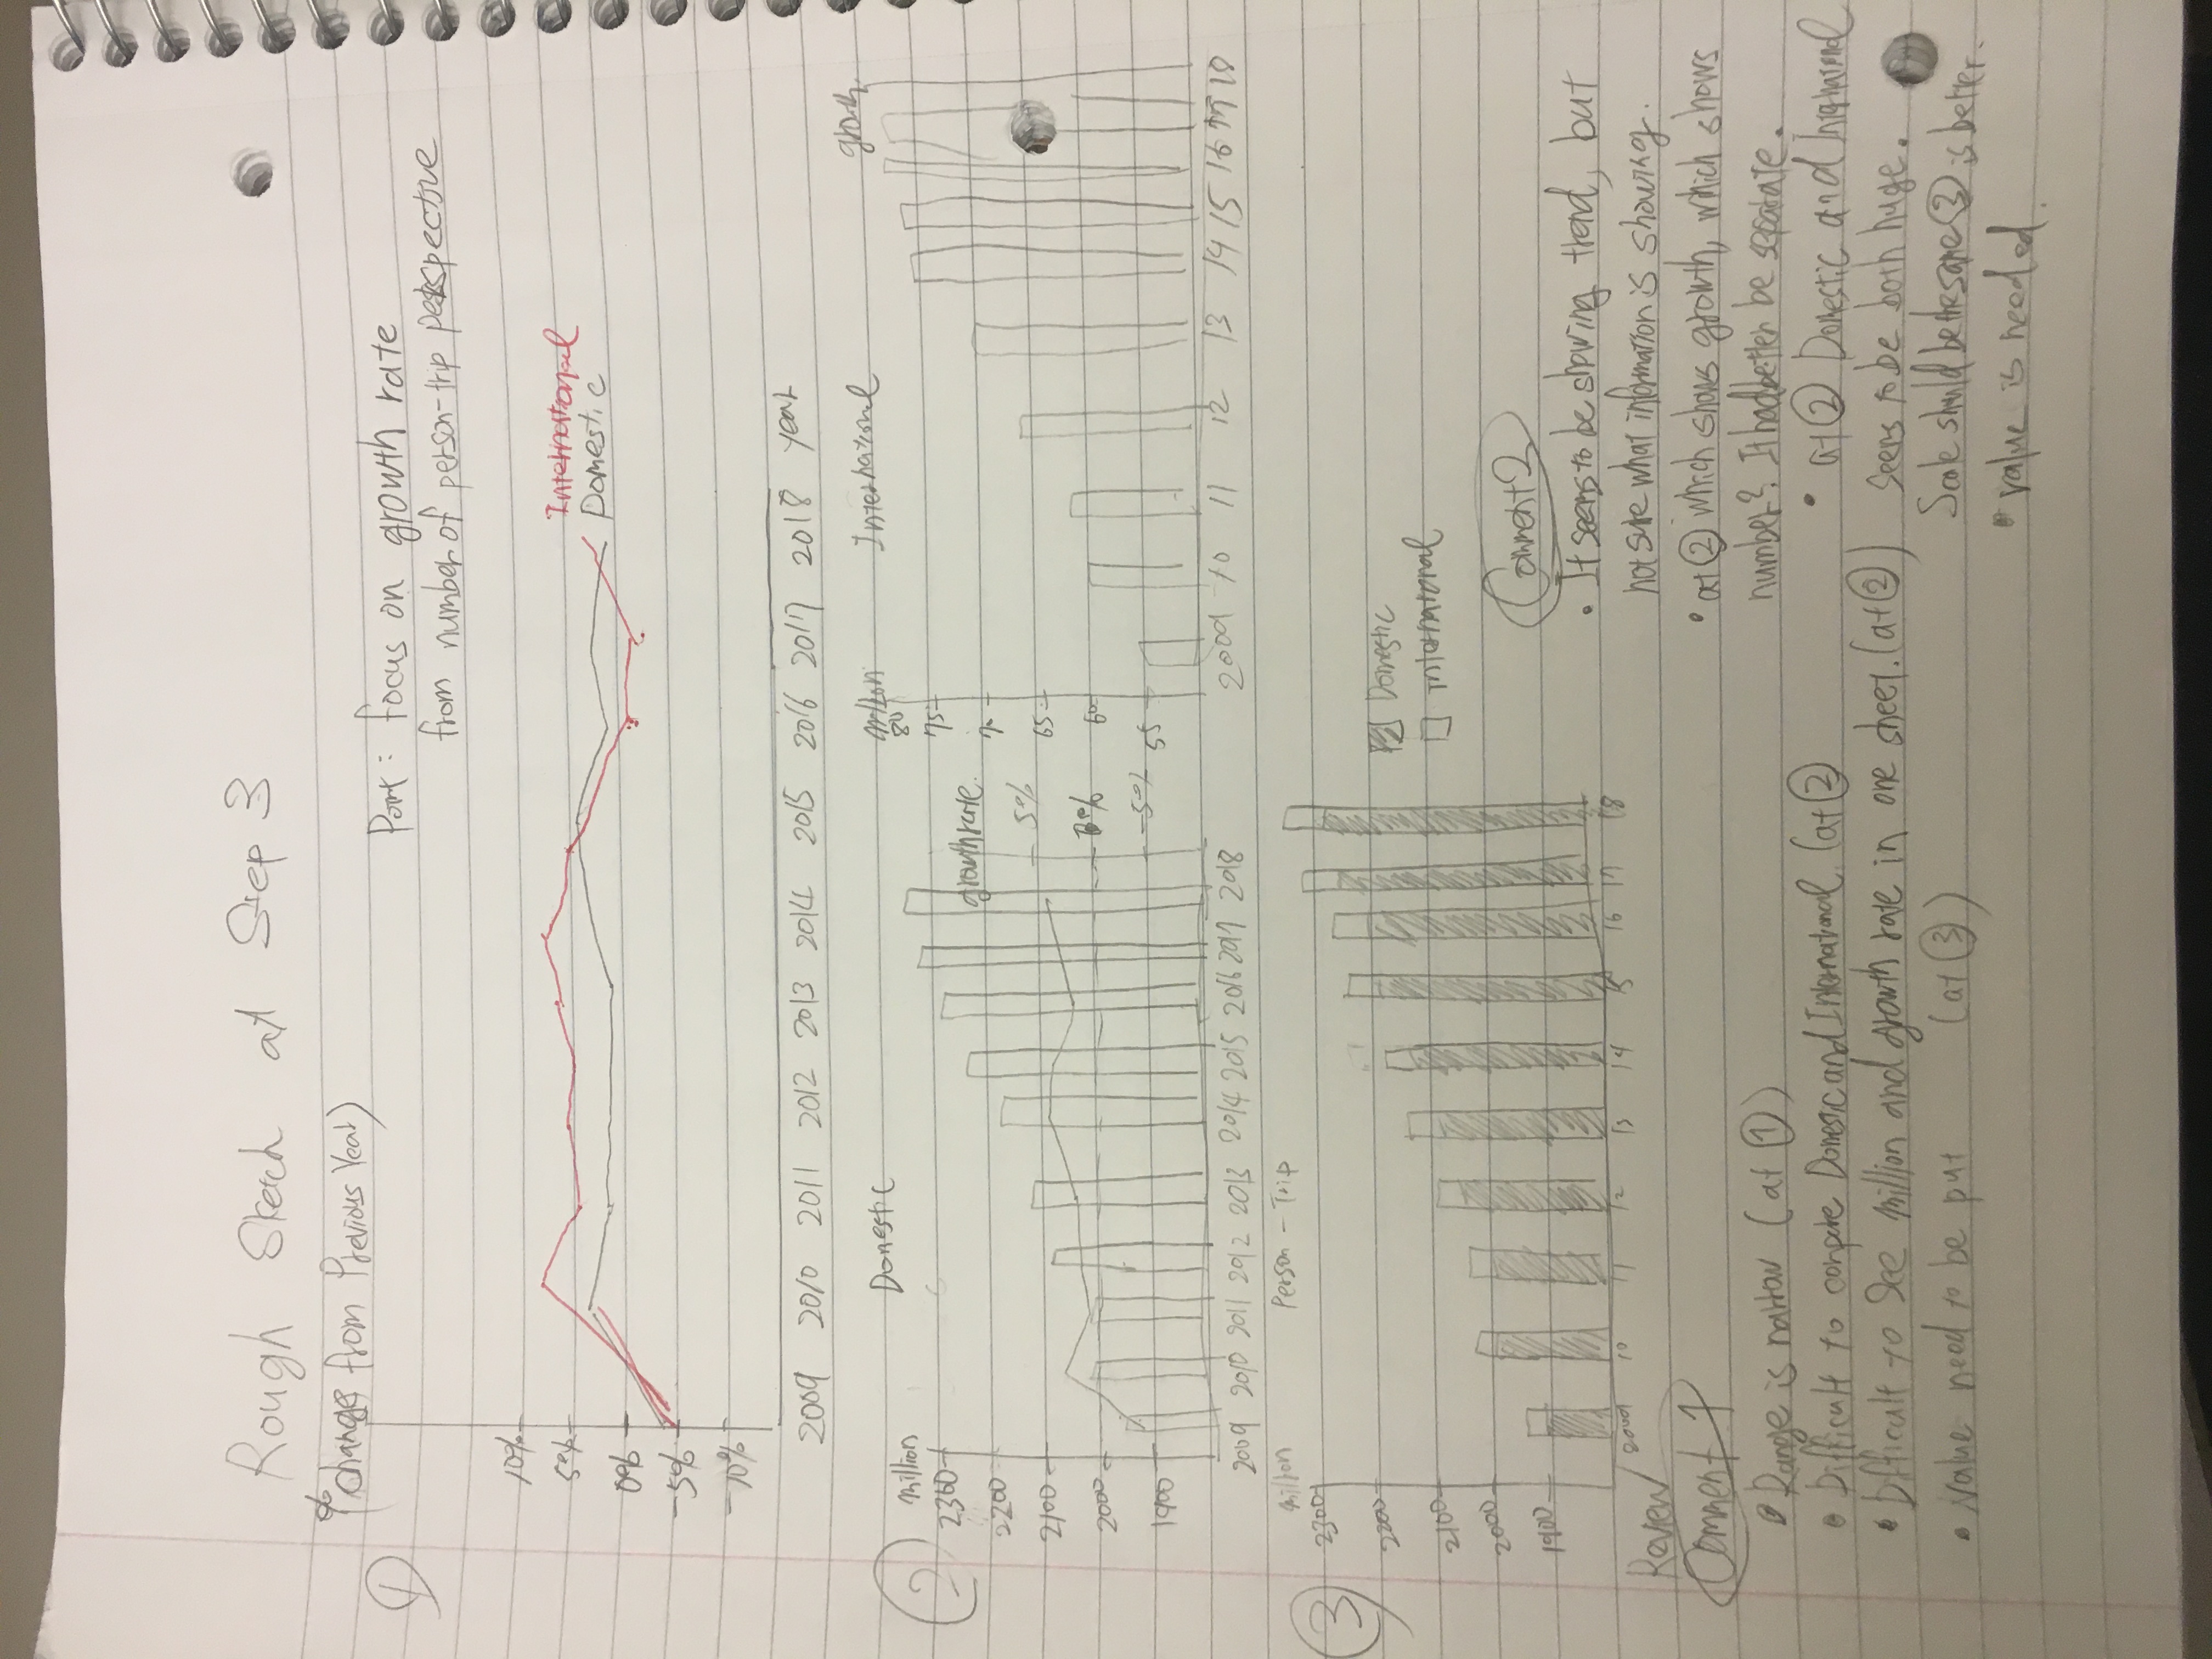 Rough Sketch at Step 3
(% change from Previous Year)
①
Point: focus on growth rate
from number of person-trip perspective
10%
5%
0%
-5%
-10%
International
Domestic
2009 2010 2011 2012 2013 2014 2015 2016 2017 2018 year
②
Domestic
million
2300
2200
2100
2000
1900
growth rate.
5%
0%
-5%
2009 2010 2011 2012 2013 2014 2015 2016 2017 2018
International
growth
million
80
75
70
65
60
55
2009 10 11 12 13 14 15 16 17 18
③
million
Person-Trip
2300
2200
2100
2000
1900
Domestic
International
2009 10 11 12 13 14 15 16 17 18
Review
Comment 1
• Range is narrow (at ①)
• Difficult to compare Domestic and International. (at ②
• Difficult to see million and growth rate in one sheet. (at ②)
• Value need to be put (at ③)
Comment 2
• It seems to be showing trend, but
not sure what information is showing.
• at ② which shows growth, which shows
number? It had better be separate.
• at ② Domestic and International
seems to be both huge.
Scale should be the same ③ is better.
• value is needed.